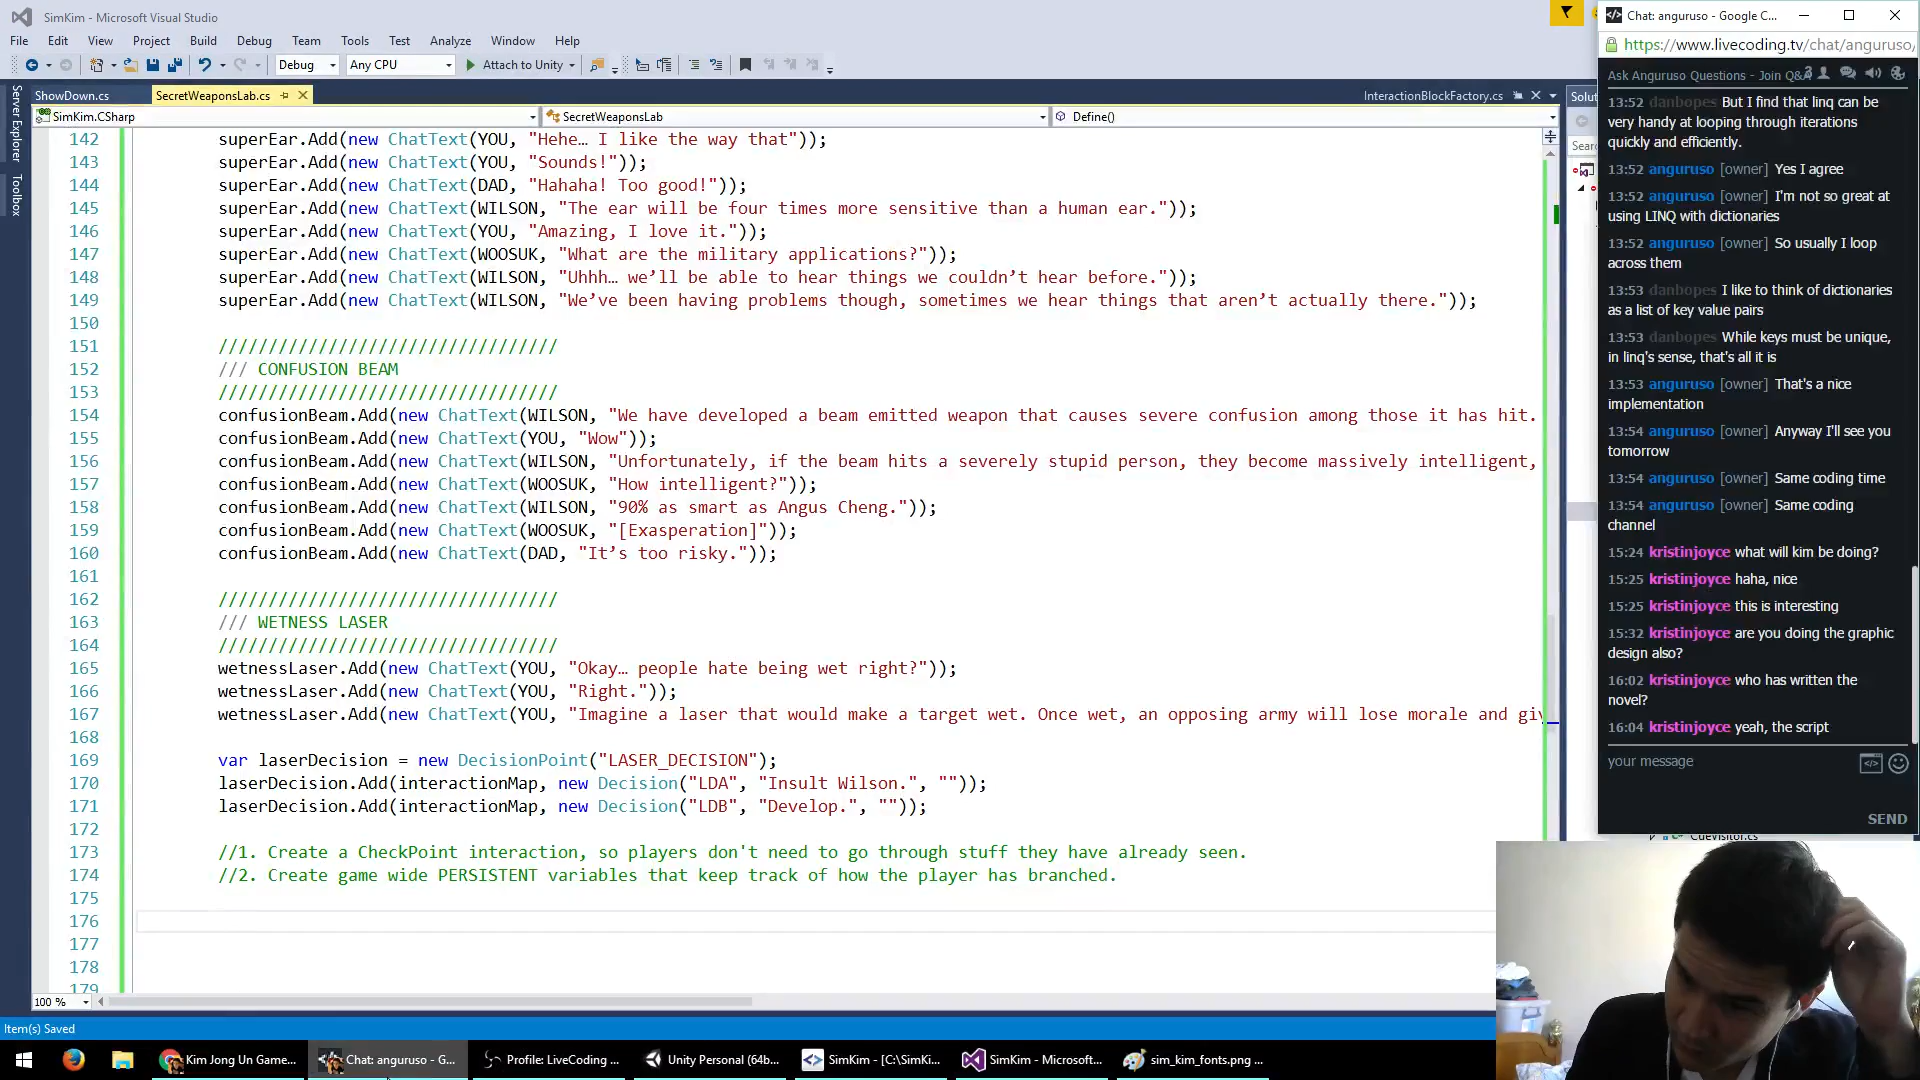 SimKim - Microsoft Visual Studio
File Edit View Project Build Debug Team Tools Test Analyze Window Help
Debug Any CPU Attach to Unity
ShowDown.cs SecretWeaponsLab.cs InteractionBlockFactory.cs
SimKim.CSharp SecretWeaponsLab Define()
Server Explorer
Toolbox
142 superEar.Add(new ChatText(YOU, "Hehe… I like the way that"));
143 superEar.Add(new ChatText(YOU, "Sounds!"));
144 superEar.Add(new ChatText(DAD, "Hahaha! Too good!"));
145 superEar.Add(new ChatText(WILSON, "The ear will be four times more sensitive than a human ear."));
146 superEar.Add(new ChatText(YOU, "Amazing, I love it."));
147 superEar.Add(new ChatText(WOOSUK, "What are the military applications?"));
148 superEar.Add(new ChatText(WILSON, "Uhhh… we’ll be able to hear things we couldn’t hear before."));
149 superEar.Add(new ChatText(WILSON, "We’ve been having problems though, sometimes we hear things that aren’t actually there."));
150
151 //////////////////////////////////
152 /// CONFUSION BEAM
153 //////////////////////////////////
154 confusionBeam.Add(new ChatText(WILSON, "We have developed a beam emitted weapon that causes severe confusion among those it has hit.
155 confusionBeam.Add(new ChatText(YOU, "Wow"));
156 confusionBeam.Add(new ChatText(WILSON, "Unfortunately, if the beam hits a severely stupid person, they become massively intelligent,
157 confusionBeam.Add(new ChatText(WOOSUK, "How intelligent?"));
158 confusionBeam.Add(new ChatText(WILSON, "90% as smart as Angus Cheng."));
159 confusionBeam.Add(new ChatText(WOOSUK, "[Exasperation]"));
160 confusionBeam.Add(new ChatText(DAD, "It’s too risky."));
161
162 //////////////////////////////////
163 /// WETNESS LASER
164 //////////////////////////////////
165 wetnessLaser.Add(new ChatText(YOU, "Okay… people hate being wet right?"));
166 wetnessLaser.Add(new ChatText(YOU, "Right."));
167 wetnessLaser.Add(new ChatText(YOU, "Imagine a laser that would make a target wet. Once wet, an opposing army will lose morale and giv
168
169 var laserDecision = new DecisionPoint("LASER_DECISION");
170 laserDecision.Add(interactionMap, new Decision("LDA", "Insult Wilson.", ""));
171 laserDecision.Add(interactionMap, new Decision("LDB", "Develop.", ""));
172
173 //1. Create a CheckPoint interaction, so players don't need to go through stuff they have already seen.
174 //2. Create game wide PERSISTENT variables that keep track of how the player has branched.
175
176
177
178
179
100 %
Item(s) Saved
Solut
Sear
CueVisitor.cs
Chat: anguruso - Google C...
https://www.livecoding.tv/chat/anguruso/
Ask Anguruso Questions - Join Q&A 3
13:52 danbopes But I find that linq can be
very handy at looping through iterations
quickly and efficiently.
13:52 anguruso [owner] Yes I agree
13:52 anguruso [owner] I'm not so great at
using LINQ with dictionaries
13:52 anguruso [owner] So usually I loop
across them
13:53 danbopes I like to think of dictionaries
as a list of key value pairs
13:53 danbopes While keys must be unique,
in linq's sense, that's all it is
13:53 anguruso [owner] That's a nice
implementation
13:54 anguruso [owner] Anyway I'll see you
tomorrow
13:54 anguruso [owner] Same coding time
13:54 anguruso [owner] Same coding
channel
15:24 kristinjoyce what will kim be doing?
15:25 kristinjoyce haha, nice
15:25 kristinjoyce this is interesting
15:32 kristinjoyce are you doing the graphic
design also?
16:02 kristinjoyce who has written the
novel?
16:04 kristinjoyce yeah, the script
your message
SEND
Kim Jong Un Game... Chat: anguruso - G... Profile: LiveCoding ... Unity Personal (64b... SimKim - [C:\SimKi... SimKim - Microsoft... sim_kim_fonts.png ...